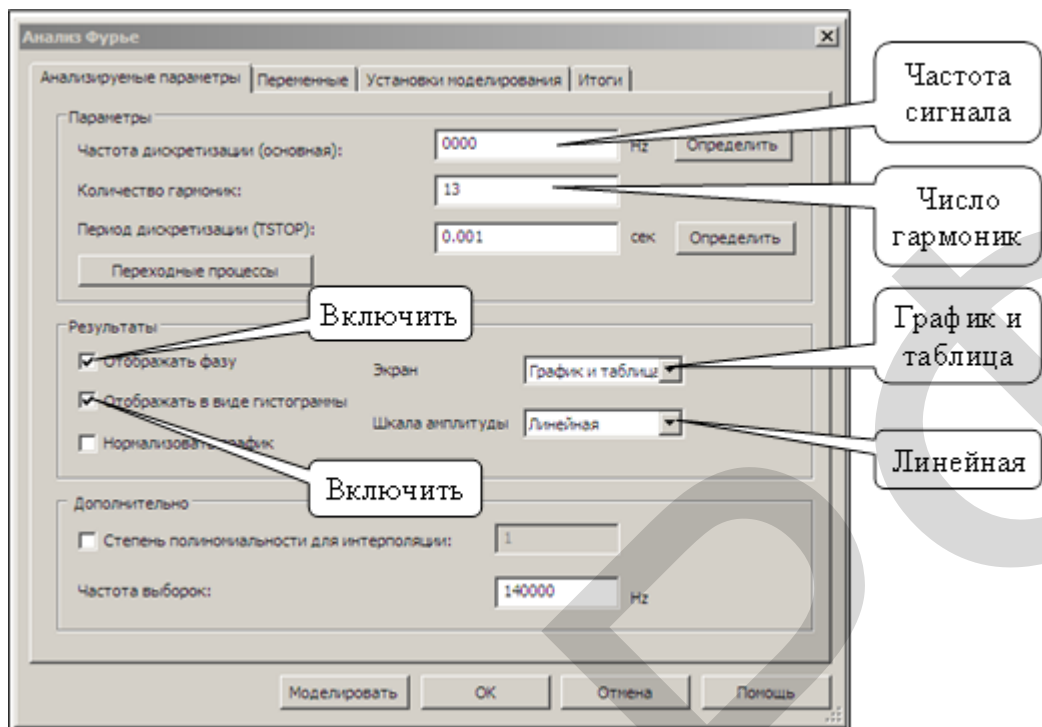 Анализ Фурье
Анализируемые параметры Переменные Установки моделирования Итоги
Параметры
Частота дискретизации (основная): 0000 Hz Определить
Количество гармоник: 13
Период дискретизации (TSTOP): 0.001 сек Определить
Переходные процессы
Результаты
Отображать фазу
Экран График и таблица
Отображать в виде гистограммы
Шкала амплитуды Линейная
Нормализовать график
Дополнительно
Степень полиномиальности для интерполяции: 1
Частота выборок: 140000 Hz
Моделировать OK Отмена Помощь
Частота
сигнала
Число
гармоник
Включить
График и
таблица
Линейная
Включить